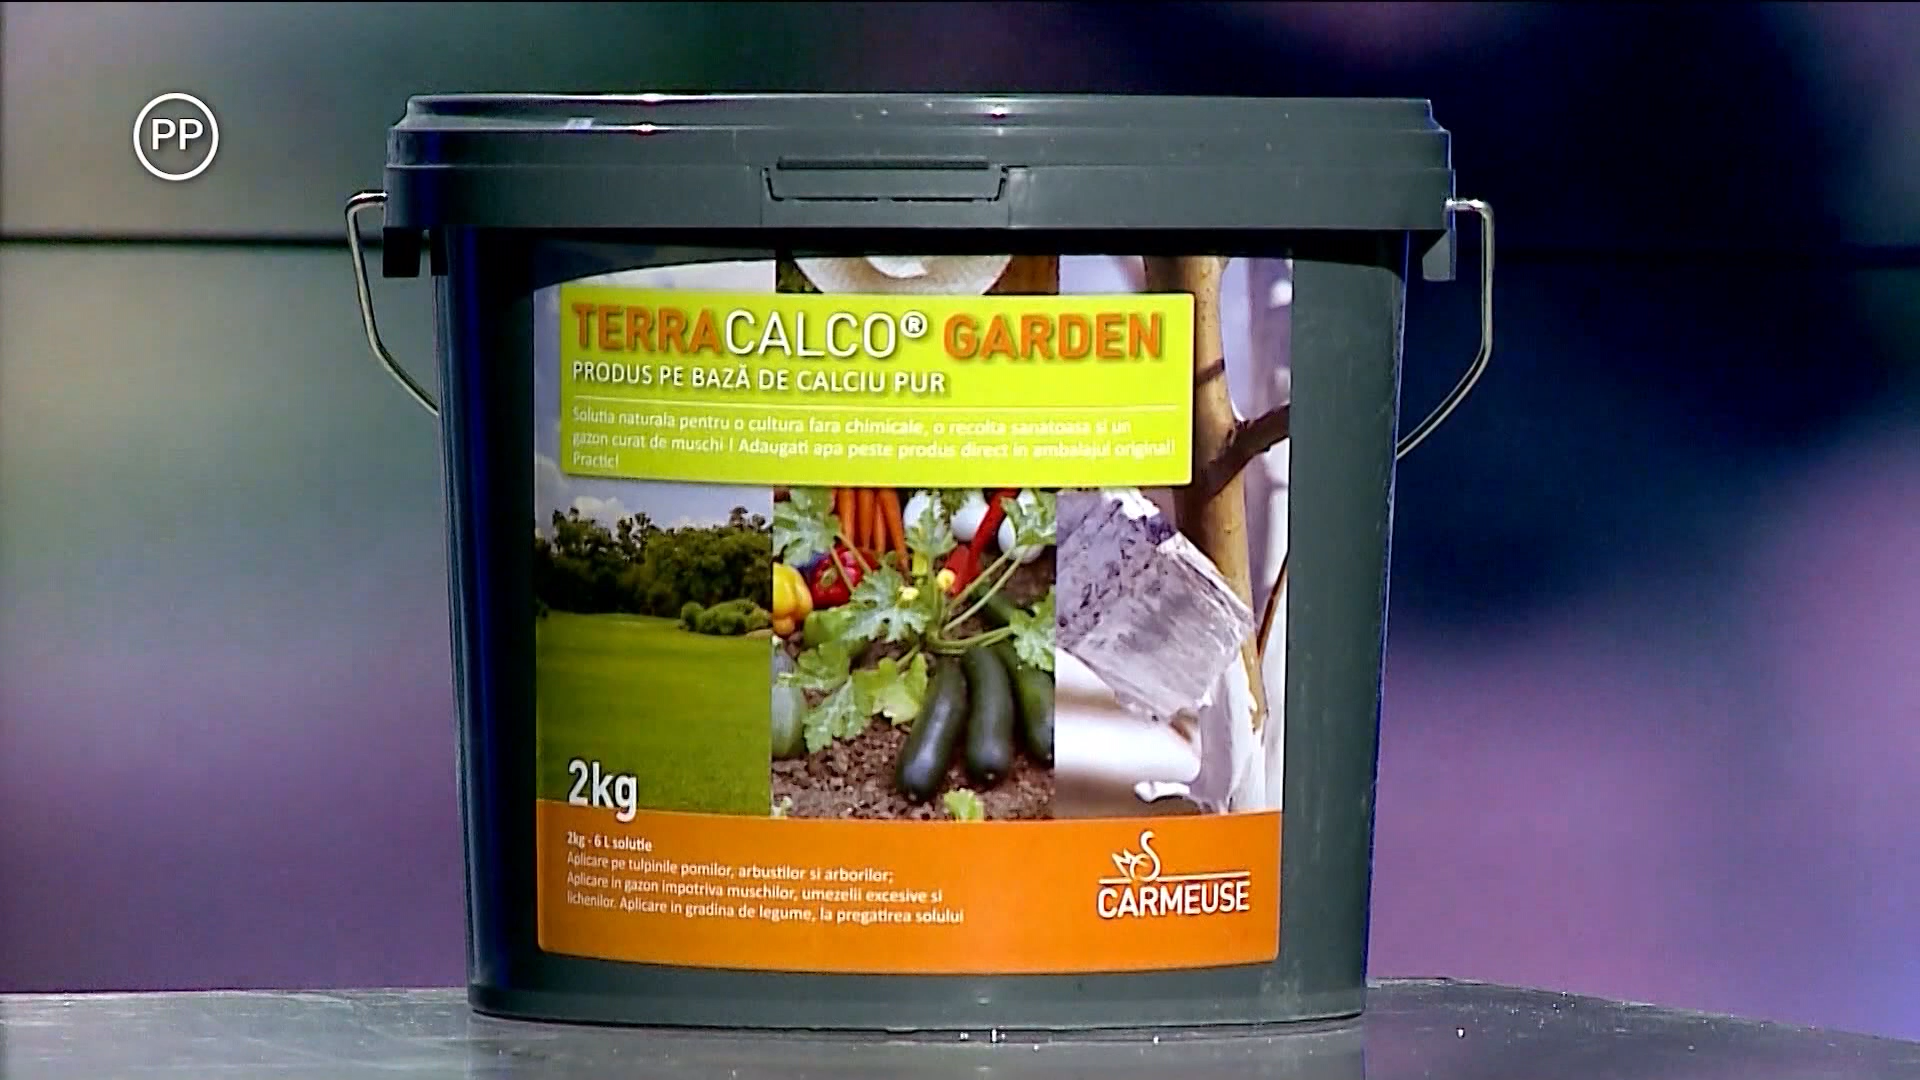 PP
TERRACALCO® GARDEN
PRODUS PE BAZĂ DE CALCIU PUR
Solutia naturala pentru o cultura fara chimicale, o recolta sanatoasa si un
gazon curat de muschi ! Adaugati apa peste produs direct in ambalajul original!
Practic!
2kg
2kg - 6 L solutie
Aplicare pe tulpinile pomilor, arbustilor si arborilor;
Aplicare in gazon impotriva muschilor, umezelii excesive si
lichenilor. Aplicare in gradina de legume, la pregatirea solului
CARMEUSE